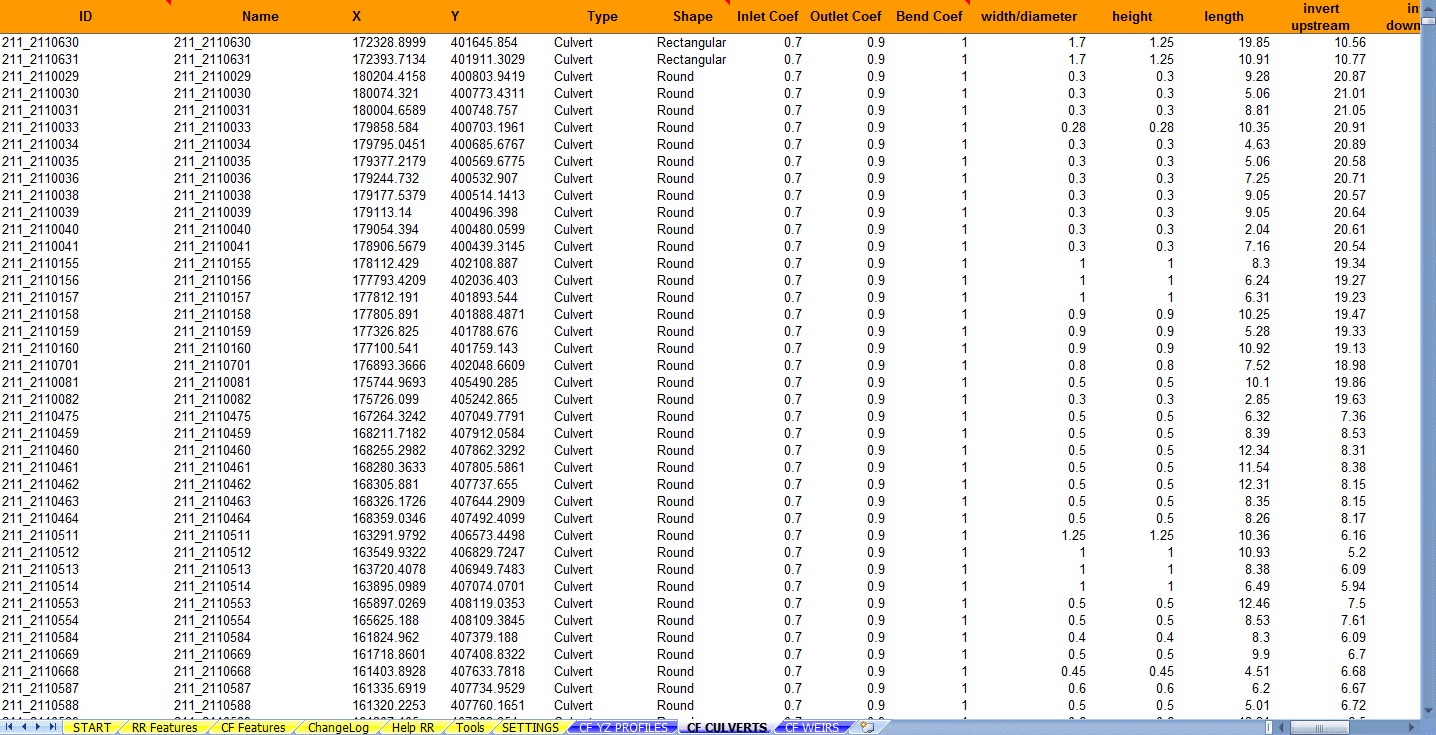 ID Name X Y Type Shape Inlet Coef Outlet Coef Bend Coef width/diameter height length invert upstream
211_2110630 211_2110630 172328.8999 401645.854 Culvert Rectangular 0.7 0.9 1 1.7 1.25 19.85 10.56
211_2110631 211_2110631 172393.7134 401911.3029 Culvert Rectangular 0.7 0.9 1 1.7 1.25 10.91 10.77
211_2110029 211_2110029 180204.4158 400803.9419 Culvert Round 0.7 0.9 1 0.3 0.3 9.28 20.87
211_2110030 211_2110030 180074.321 400773.4311 Culvert Round 0.7 0.9 1 0.3 0.3 5.06 21.01
211_2110031 211_2110031 180004.6589 400748.757 Culvert Round 0.7 0.9 1 0.3 0.3 8.81 21.05
211_2110033 211_2110033 179858.584 400703.1961 Culvert Round 0.7 0.9 1 0.28 0.28 10.35 20.91
211_2110034 211_2110034 179795.0451 400685.6767 Culvert Round 0.7 0.9 1 0.3 0.3 4.63 20.89
211_2110035 211_2110035 179377.2179 400569.6775 Culvert Round 0.7 0.9 1 0.3 0.3 5.06 20.58
211_2110036 211_2110036 179244.732 400532.907 Culvert Round 0.7 0.9 1 0.3 0.3 7.25 20.71
211_2110038 211_2110038 179177.5379 400514.1413 Culvert Round 0.7 0.9 1 0.3 0.3 9.05 20.57
211_2110039 211_2110039 179113.14 400496.398 Culvert Round 0.7 0.9 1 0.3 0.3 9.05 20.64
211_2110040 211_2110040 179054.394 400480.0599 Culvert Round 0.7 0.9 1 0.3 0.3 2.04 20.61
211_2110041 211_2110041 178906.5679 400439.3145 Culvert Round 0.7 0.9 1 0.3 0.3 7.16 20.54
211_2110155 211_2110155 178112.429 402108.887 Culvert Round 0.7 0.9 1 1 1 8.3 19.34
211_2110156 211_2110156 177793.4209 402036.403 Culvert Round 0.7 0.9 1 1 1 6.24 19.27
211_2110157 211_2110157 177812.191 401893.544 Culvert Round 0.7 0.9 1 1 1 6.31 19.23
211_2110158 211_2110158 177805.891 401888.4871 Culvert Round 0.7 0.9 1 0.9 0.9 10.25 19.47
211_2110159 211_2110159 177326.825 401788.676 Culvert Round 0.7 0.9 1 0.9 0.9 5.28 19.33
211_2110160 211_2110160 177100.541 401759.143 Culvert Round 0.7 0.9 1 0.9 0.9 10.92 19.13
211_2110701 211_2110701 176893.3666 402048.6609 Culvert Round 0.7 0.9 1 0.8 0.8 7.52 18.98
211_2110081 211_2110081 175744.9693 405490.285 Culvert Round 0.7 0.9 1 0.5 0.5 10.1 19.86
211_2110082 211_2110082 175726.099 405242.865 Culvert Round 0.7 0.9 1 0.3 0.3 2.85 19.63
211_2110475 211_2110475 167264.3242 407049.7791 Culvert Round 0.7 0.9 1 0.5 0.5 6.32 7.36
211_2110459 211_2110459 168211.7182 407912.0584 Culvert Round 0.7 0.9 1 0.5 0.5 8.39 8.53
211_2110460 211_2110460 168255.2982 407862.3292 Culvert Round 0.7 0.9 1 0.5 0.5 12.34 8.31
211_2110461 211_2110461 168280.3633 407805.5861 Culvert Round 0.7 0.9 1 0.5 0.5 11.54 8.38
211_2110462 211_2110462 168305.881 407737.655 Culvert Round 0.7 0.9 1 0.5 0.5 12.31 8.15
211_2110463 211_2110463 168326.1726 407644.2909 Culvert Round 0.7 0.9 1 0.5 0.5 8.35 8.15
211_2110464 211_2110464 168359.0346 407492.4099 Culvert Round 0.7 0.9 1 0.5 0.5 8.26 8.17
211_2110511 211_2110511 163291.9792 406573.4498 Culvert Round 0.7 0.9 1 1.25 1.25 10.36 6.16
211_2110512 211_2110512 163549.9322 406829.7247 Culvert Round 0.7 0.9 1 1 1 10.93 5.2
211_2110513 211_2110513 163720.4078 406949.7483 Culvert Round 0.7 0.9 1 1 1 8.38 6.09
211_2110514 211_2110514 163895.0989 407074.0701 Culvert Round 0.7 0.9 1 1 1 6.49 5.94
211_2110553 211_2110553 165897.0269 408119.0353 Culvert Round 0.7 0.9 1 0.5 0.5 12.46 7.5
211_2110554 211_2110554 165625.188 408109.3845 Culvert Round 0.7 0.9 1 0.5 0.5 8.53 7.61
211_2110584 211_2110584 161824.962 407379.188 Culvert Round 0.7 0.9 1 0.4 0.4 8.3 6.09
211_2110669 211_2110669 161718.8601 407408.8322 Culvert Round 0.7 0.9 1 0.5 0.5 9.9 6.7
211_2110668 211_2110668 161403.8928 407633.7818 Culvert Round 0.7 0.9 1 0.45 0.45 4.51 6.68
211_2110587 211_2110587 161335.6919 407734.9529 Culvert Round 0.7 0.9 1 0.6 0.6 6.2 6.67
211_2110588 211_2110588 161320.2253 407760.1651 Culvert Round 0.7 0.9 1 0.5 0.5 5.01 6.72
START RR Features CF Features ChangeLog Help RR Tools SETTINGS CF YZ PROFILES CF CULVERTS CF WEIRS